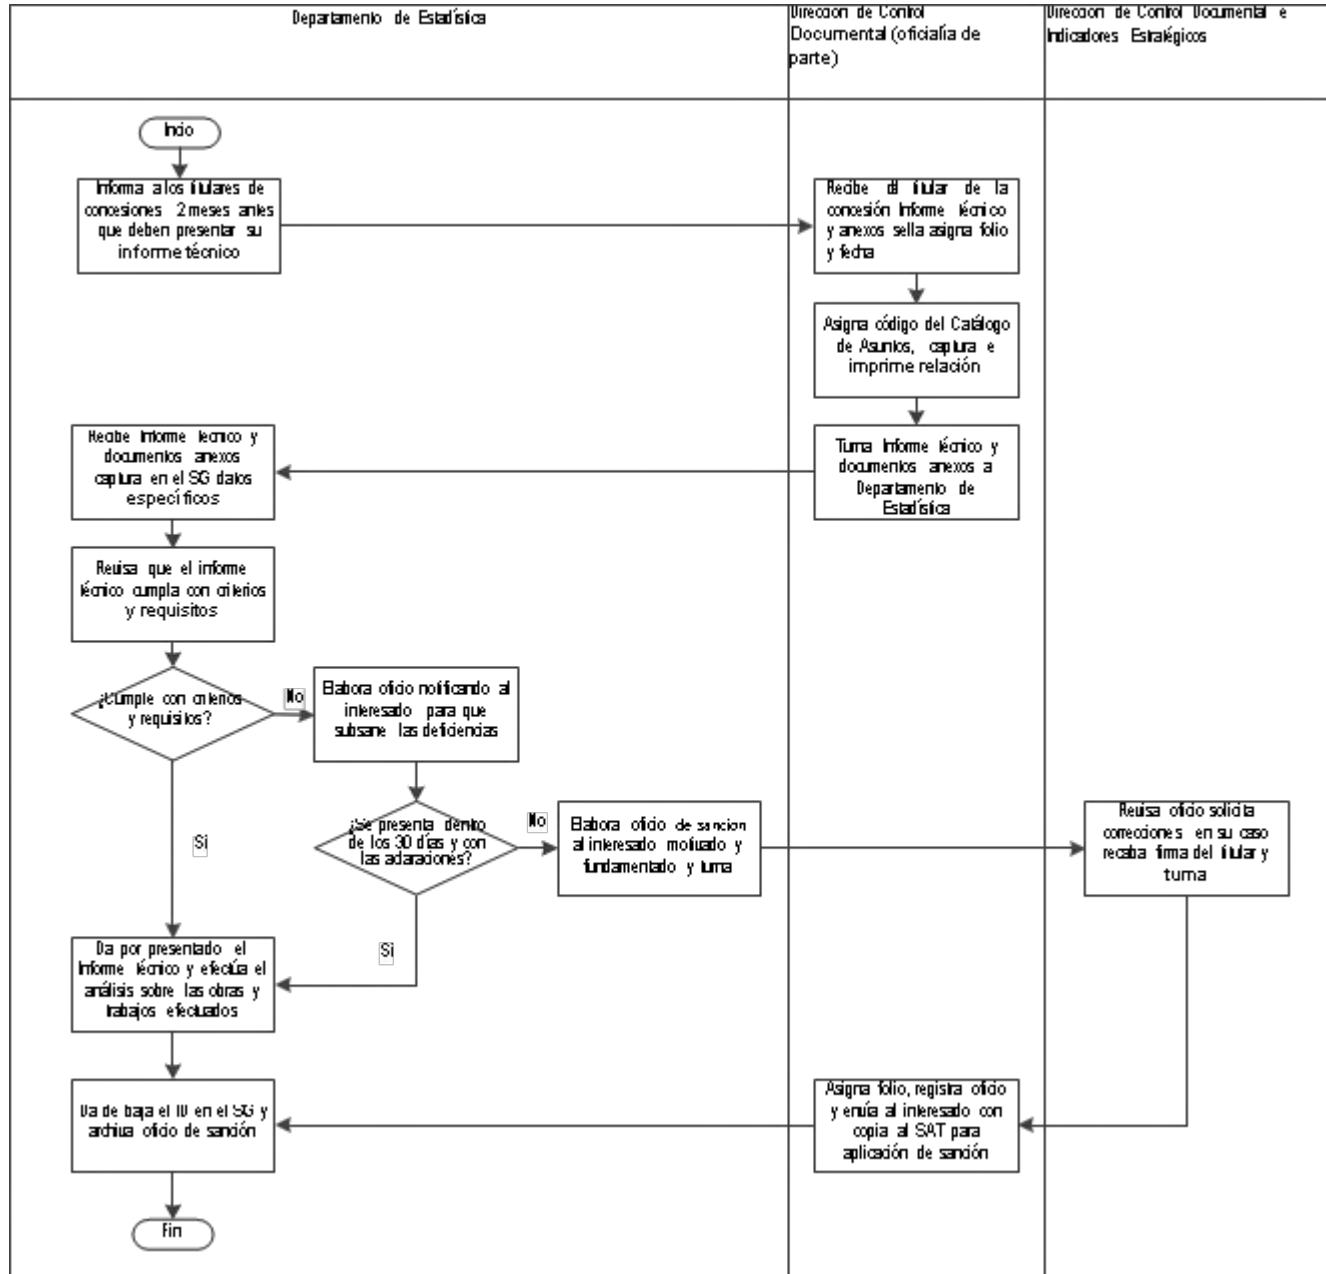 Departamento de Estadística
Dirección de Control
Documental (oficialía de
parte)
Dirección de Control Documental e
Indicadores Estratégicos
Inicio
Informa a los titulares de
concesiones 2 meses antes
que deben presentar su
informe técnico
Recibe del titular de la
concesión Informe técnico
y anexos sella asigna folio
y fecha
Asigna código del Catálogo
de Asuntos, captura e
imprime relación
Turna Informe técnico y
documentos anexos a
Departamento de
Estadística
Recibe Informe técnico y
documentos anexos
captura en el SG datos
específicos
Revisa que el informe
técnico cumpla con criterios
y requisitos
¿Cumple con criterios
y requisitos?
No
Elabora oficio notificando al
interesado para que
subsane las deficiencias
Si
¿Se presenta dentro
de los 30 días y con
las aclaraciones?
No
Elabora oficio de sanción
al interesado motivado y
fundamentado y turna
Revisa oficio solicita
correcciones en su caso
recaba firma del titular y
turna
Si
Da por presentado el
Informe técnico y efectúa el
análisis sobre las obras y
trabajos efectuados
Da de baja el ID en el SG y
archiva oficio de sanción
Asigna folio, registra oficio
y envía al interesado con
copia al SAT para
aplicación de sanción
Fin